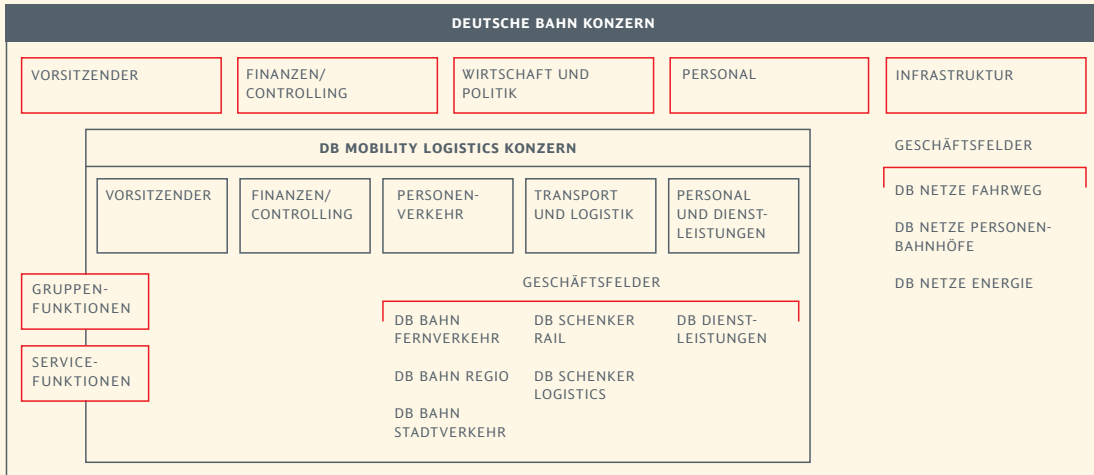 DEUTSCHE BAHN KONZERN
VORSITZENDER
FINANZEN/
CONTROLLING
WIRTSCHAFT UND
POLITIK
PERSONAL
INFRASTRUKTUR
DB MOBILITY LOGISTICS KONZERN
VORSITZENDER
FINANZEN/
CONTROLLING
PERSONEN-
VERKEHR
TRANSPORT
UND LOGISTIK
PERSONAL
UND DIENST-
LEISTUNGEN
GRUPPEN-
FUNKTIONEN
SERVICE-
FUNKTIONEN
GESCHÄFTSFELDER
DB BAHN
FERNVERKEHR
DB BAHN REGIO
DB BAHN
STADTVERKEHR
DB SCHENKER
RAIL
DB SCHENKER
LOGISTICS
DB DIENST-
LEISTUNGEN
GESCHÄFTSFELDER
DB NETZE FAHRWEG
DB NETZE PERSONEN-
BAHNHÖFE
DB NETZE ENERGIE